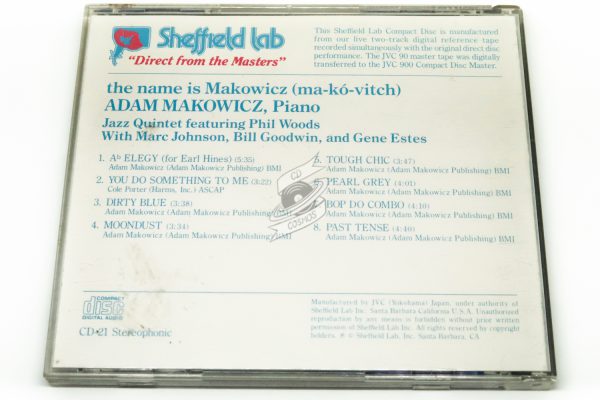 Sheffield Lab
"Direct from the Masters"
This Sheffield Lab Compact Disc is manufactured
from our live two-track digital reference tape
recorded simultaneously with the original direct disc
performance. The JVC 90 master tape was digitally
transferred to the JVC 900 Compact Disc Master.
the name is Makowicz (ma-kó-vitch)
ADAM MAKOWICZ, Piano
Jazz Quintet featuring Phil Woods
With Marc Johnson, Bill Goodwin, and Gene Estes
1. A♭ ELEGY (for Earl Hines) (5:35)
Adam Makowicz (Adam Makowicz Publishing) BMI
2. YOU DO SOMETHING TO ME (3:22)
Cole Porter (Harms, Inc.) ASCAP
3. DIRTY BLUE (3:38)
Adam Makowicz (Adam Makowicz Publishing) BMI
4. MOONDUST (3:34)
Adam Makowicz (Adam Makowicz Publishing) BMI
5. TOUGH CHIC (3:47)
Adam Makowicz (Adam Makowicz Publishing) BMI
PEARL GREY (4:01)
Adam Makowicz (Adam Makowicz Publishing) BMI
BOP DO COMBO (4:10)
Adam Makowicz (Adam Makowicz Publishing) BMI
8. PAST TENSE (4:40)
Adam Makowicz (Adam Makowicz Publishing) BMI
CD
COSMOS
COMPACT
disc
DIGITAL AUDIO
CD-21 Stereophonic
Manufactured by JVC (Yokohama) Japan, under authority of
Sheffield Lab Inc. Santa Barbara California U.S.A. Unauthorized
reproduction by any means is forbidden without prior written
permission of Sheffield Lab Inc. All rights reserved by copyright
holders. ℗ © Sheffield Lab, Inc. Santa Barbara, CA